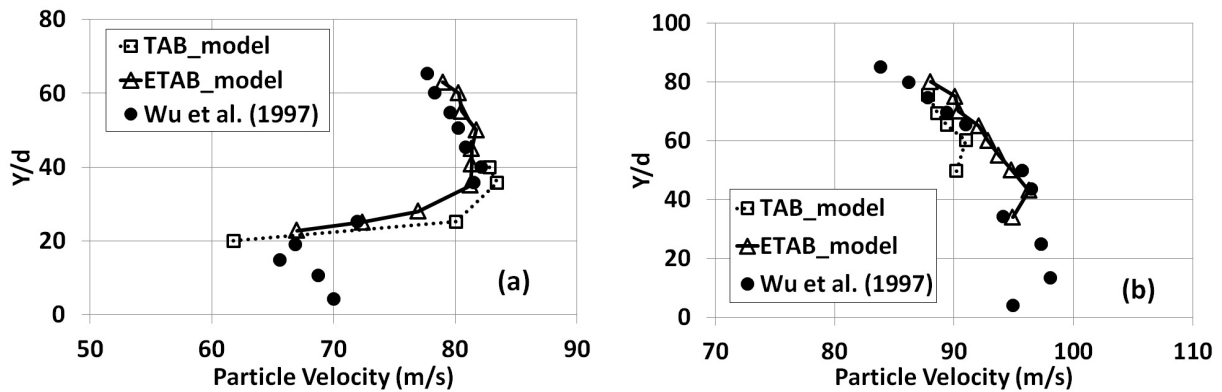 80
60
40
20
0
Y/d
TAB_model
ETAB_model
Wu et al. (1997)
(a)
50 60 70 80 90
Particle Velocity (m/s)
100
80
60
40
20
0
Y/d
TAB_model
ETAB_model
Wu et al. (1997)
(b)
70 80 90 100 110
Particle Velocity (m/s)